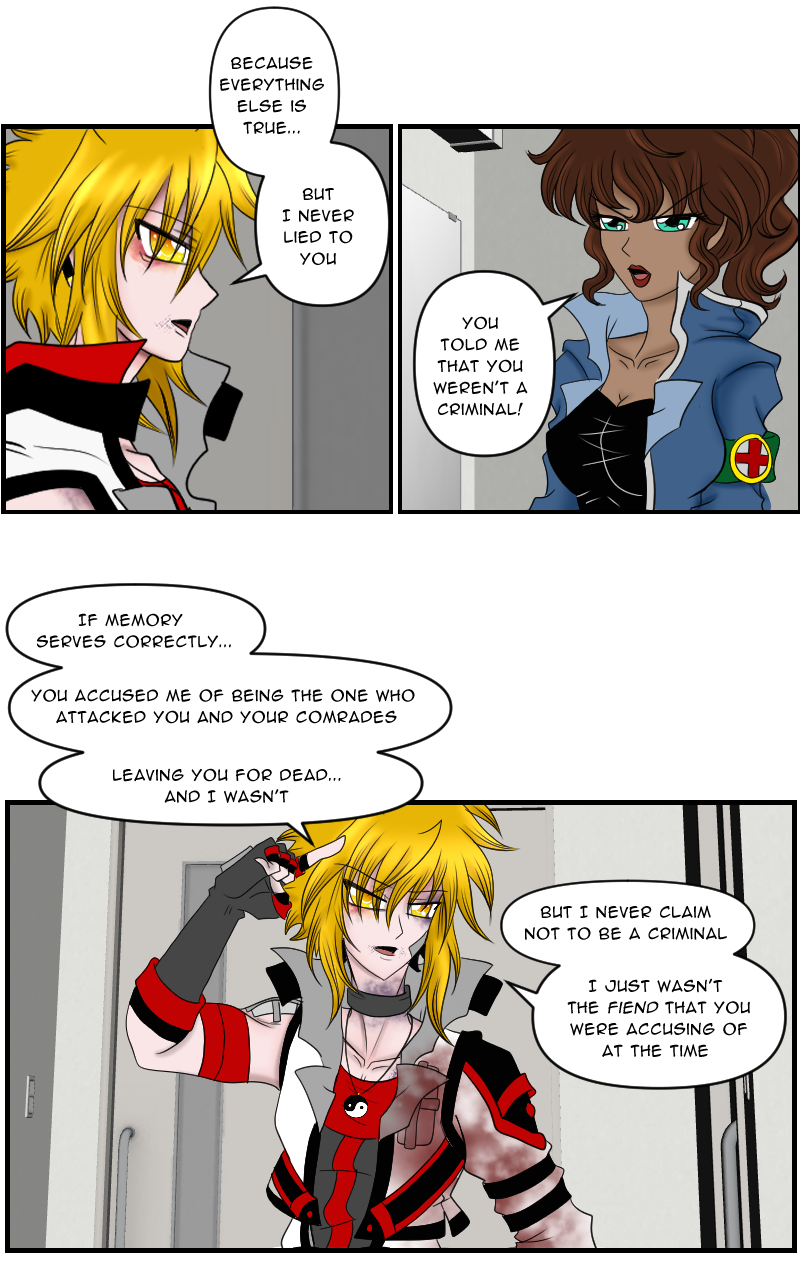 BECAUSE
EVERYTHING
ELSE IS
TRUE...
BUT
I NEVER
LIED TO
YOU
YOU
TOLD ME
THAT YOU
WEREN'T A
CRIMINAL!
IF MEMORY
SERVES CORRECTLY...
YOU ACCUSED ME OF BEING THE ONE WHO
ATTACKED YOU AND YOUR COMRADES
LEAVING YOU FOR DEAD...
AND I WASN'T
BUT I NEVER CLAIM
NOT TO BE A CRIMINAL
I JUST WASN'T
THE FIEND THAT YOU
WERE ACCUSING OF
AT THE TIME